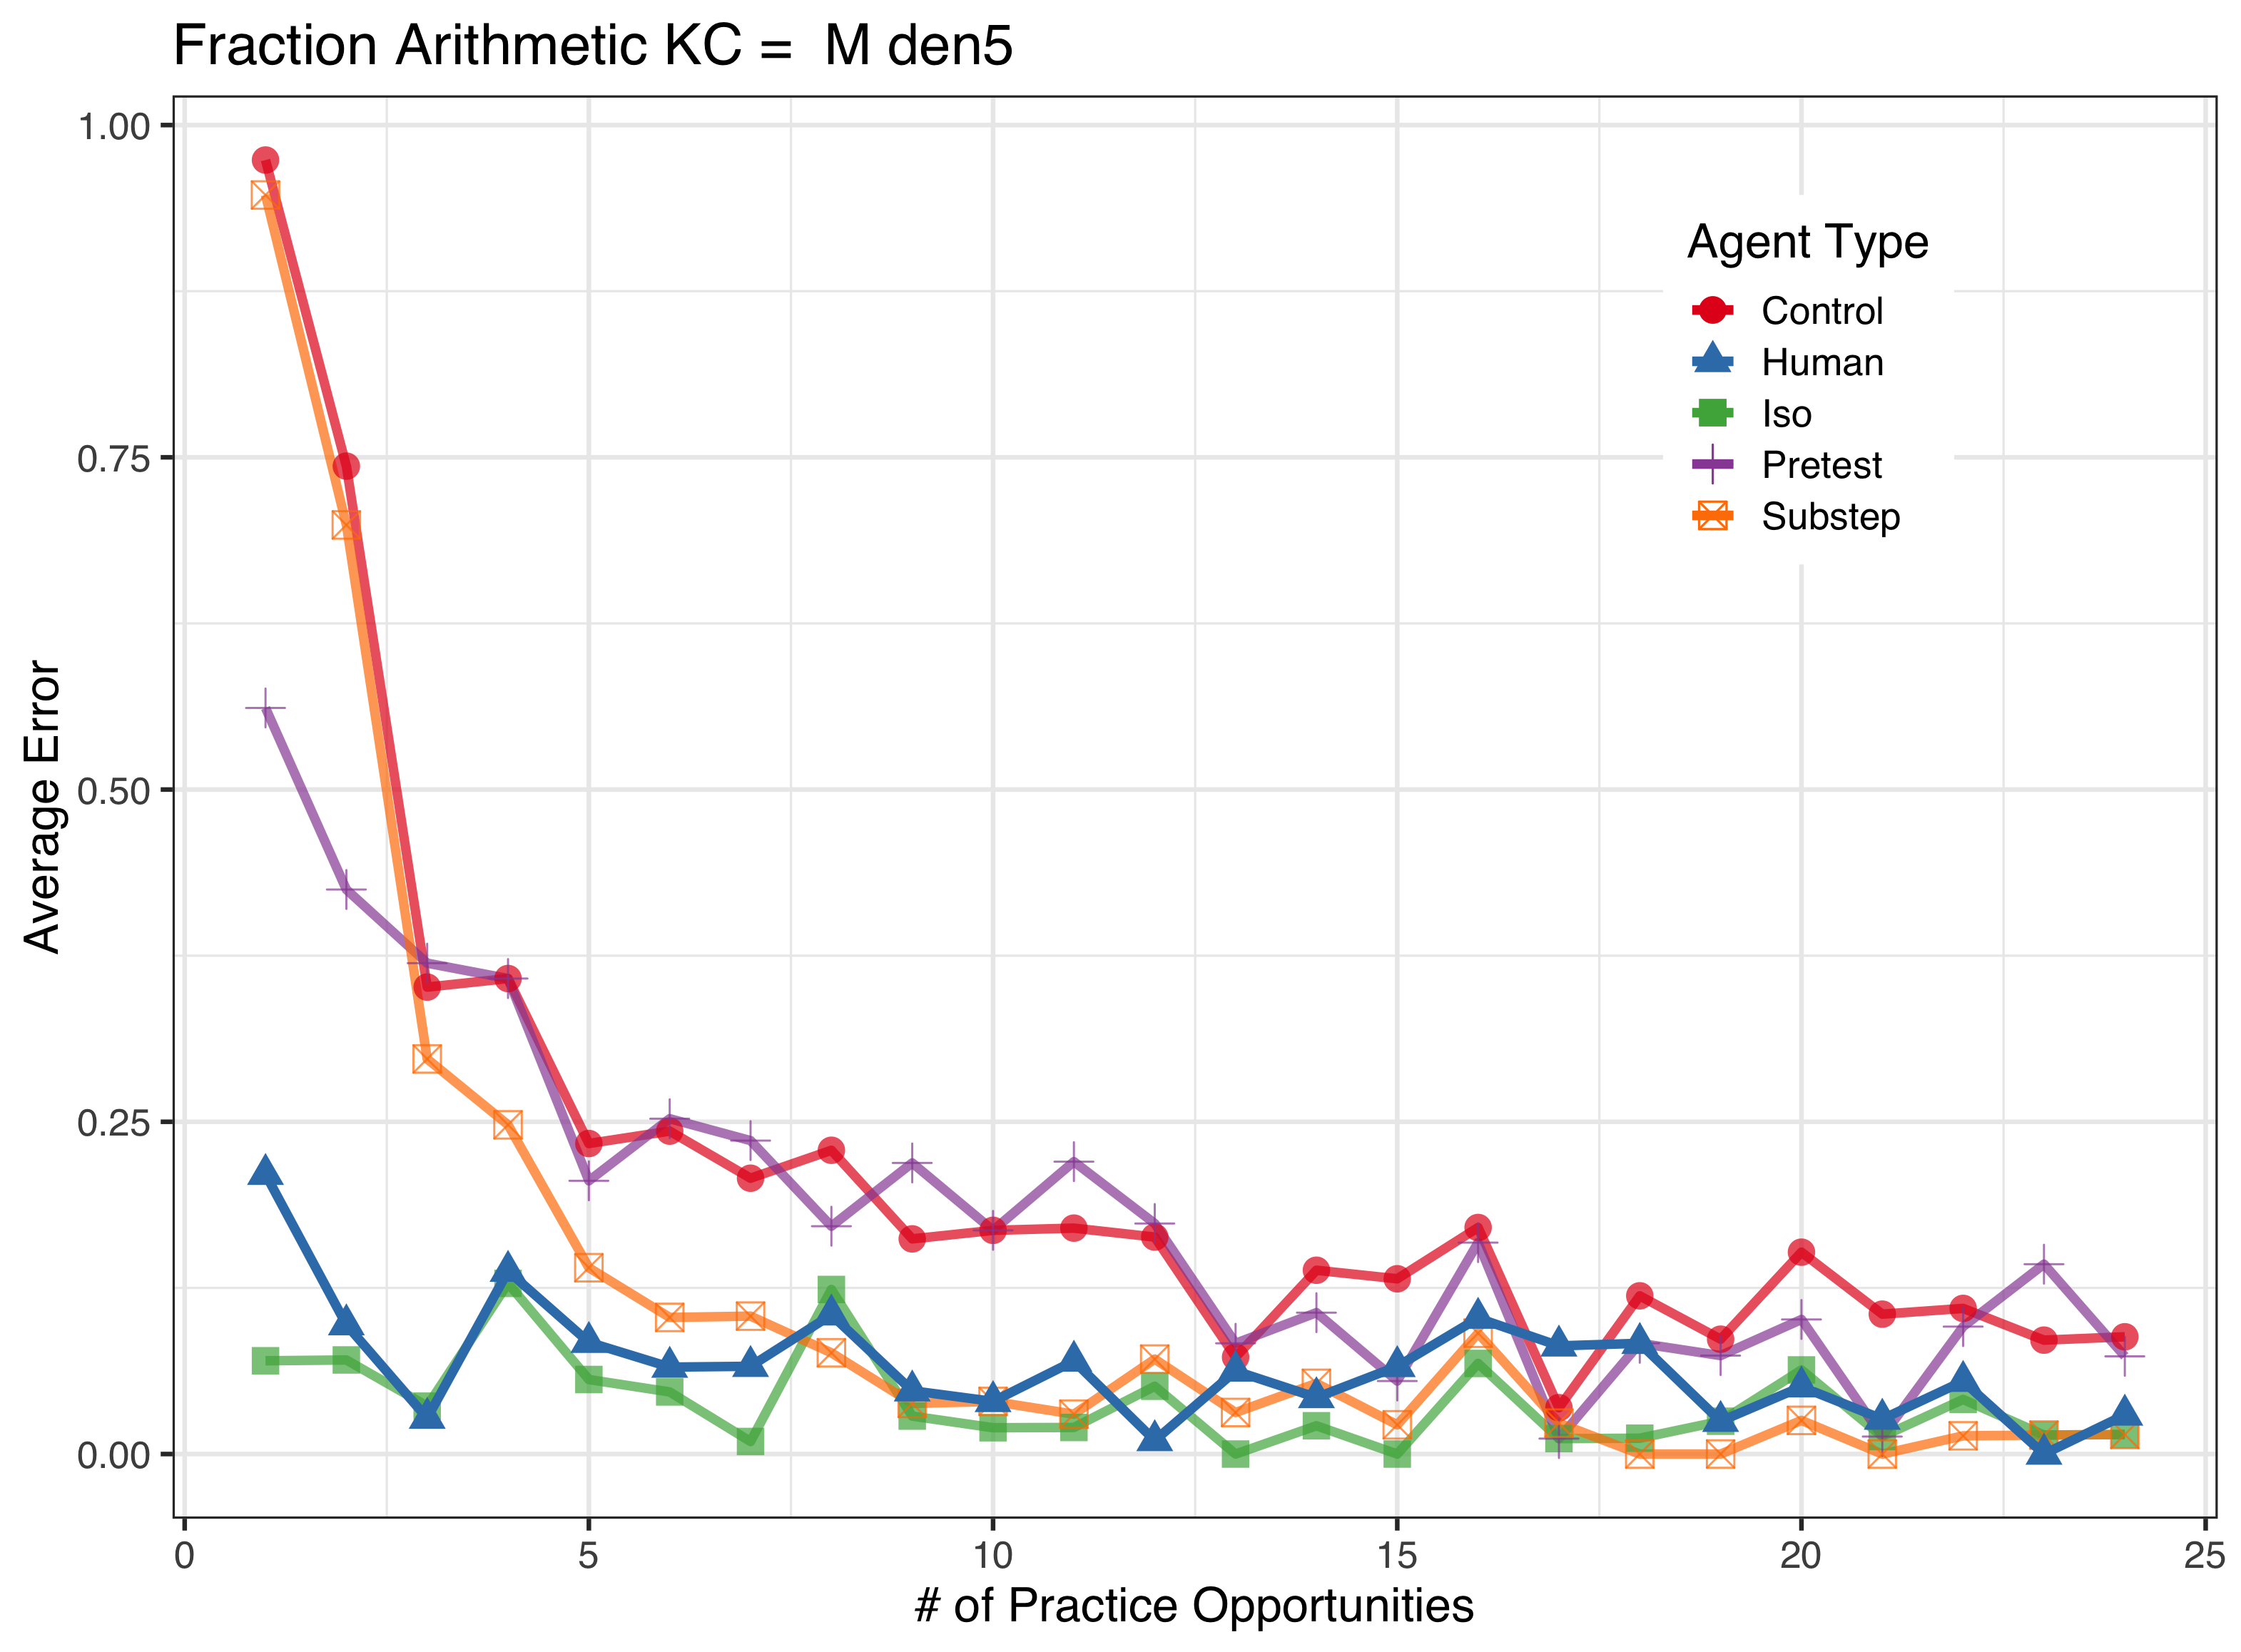 Fraction Arithmetic KC =  M den5
1.00
0.75
0.50
0.25
0.00
Average Error
Agent Type
Control
Human
Iso
Pretest
Substep
0 5 10 15 20 25
# of Practice Opportunities